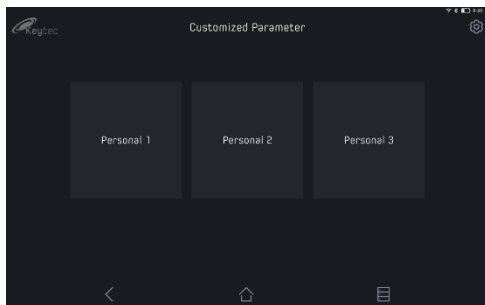 Keytec
Customized Parameter
Personal 1
Personal 2
Personal 3